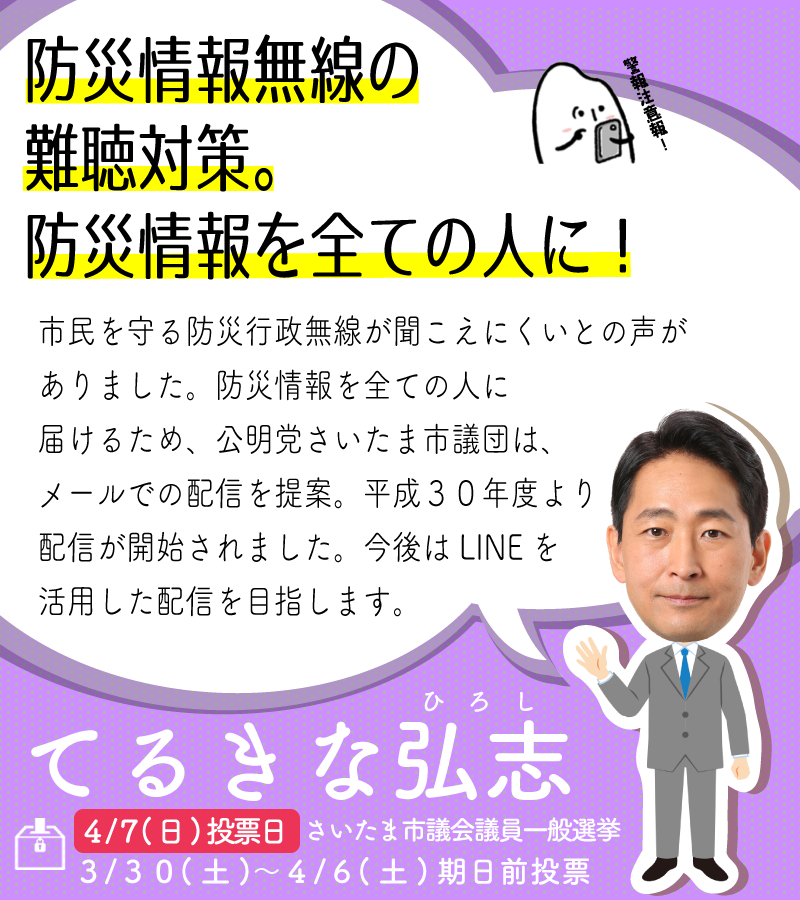 防災情報無線の
難聴対策。
防災情報を全ての人に！
警報注意報！
市民を守る防災行政無線が聞こえにくいとの声が
ありました。防災情報を全ての人に
届けるため、公明党さいたま市議団は、
メールでの配信を提案。平成３０年度より
配信が開始されました。今後は LINE を
活用した配信を目指します。
ひろし
てるきな弘志
4/7(日)投票日 さいたま市議会議員一般選挙
３/３０(土)～４/６(土)期日前投票